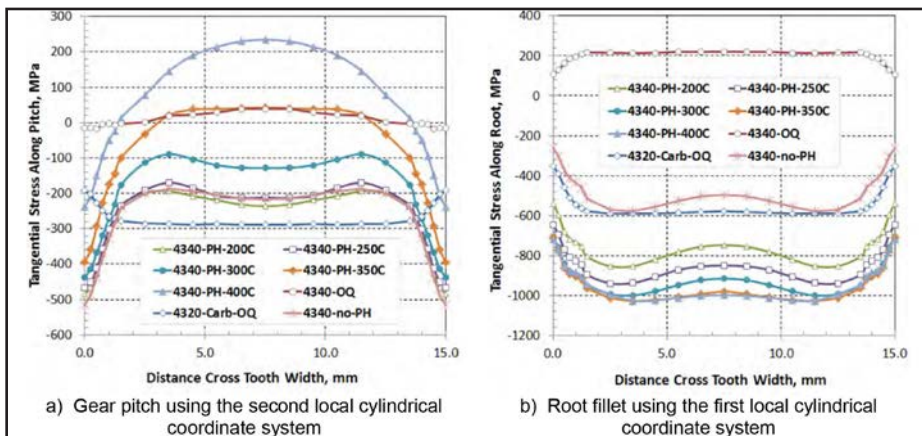 Tangential Stress Along Pitch, MPa
300
200
100
0
-100
-200
-300
-400
-500
-600
4340-PH-200C
4340-PH-250C
4340-PH-300C
4340-PH-350C
4340-PH-400C
4340-OQ
4320-Carb-OQ
4340-no-PH
0.0 5.0 10.0 15.0
Distance Cross Tooth Width, mm
a) Gear pitch using the second local cylindrical
coordinate system
Tangential Stress Along Root, MPa
400
200
0
-200
-400
-600
-800
-1000
-1200
4340-PH-200C
4340-PH-250C
4340-PH-300C
4340-PH-350C
4340-PH-400C
4340-OQ
4320-Carb-OQ
4340-no-PH
0.0 5.0 10.0 15.0
Distance Cross Tooth Width, mm
b) Root fillet using the first local cylindrical
coordinate system